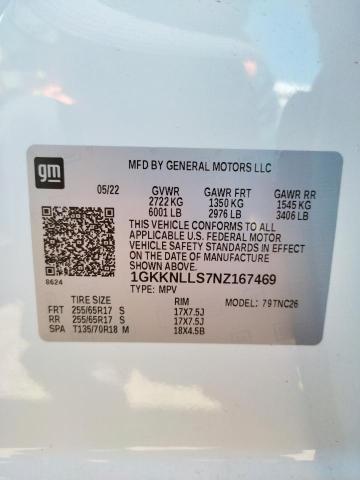 gm
MFD BY GENERAL MOTORS LLC
05/22 GVWR GAWR FRT GAWR RR
2722 KG 1350 KG 1545 KG
6001 LB 2976 LB 3406 LB
THIS VEHICLE CONFORMS TO ALL
APPLICABLE U.S. FEDERAL MOTOR
VEHICLE SAFETY STANDARDS IN EFFECT
ON THE DATE OF MANUFACTURE
SHOWN ABOVE.
1GKKNLLS7NZ167469
8624 TYPE: MPV
TIRE SIZE RIM MODEL: 79TNC26
FRT 255/65R17 S 17X7.5J
RR 255/65R17 S 17X7.5J
SPA T135/70R18 M 18X4.5B